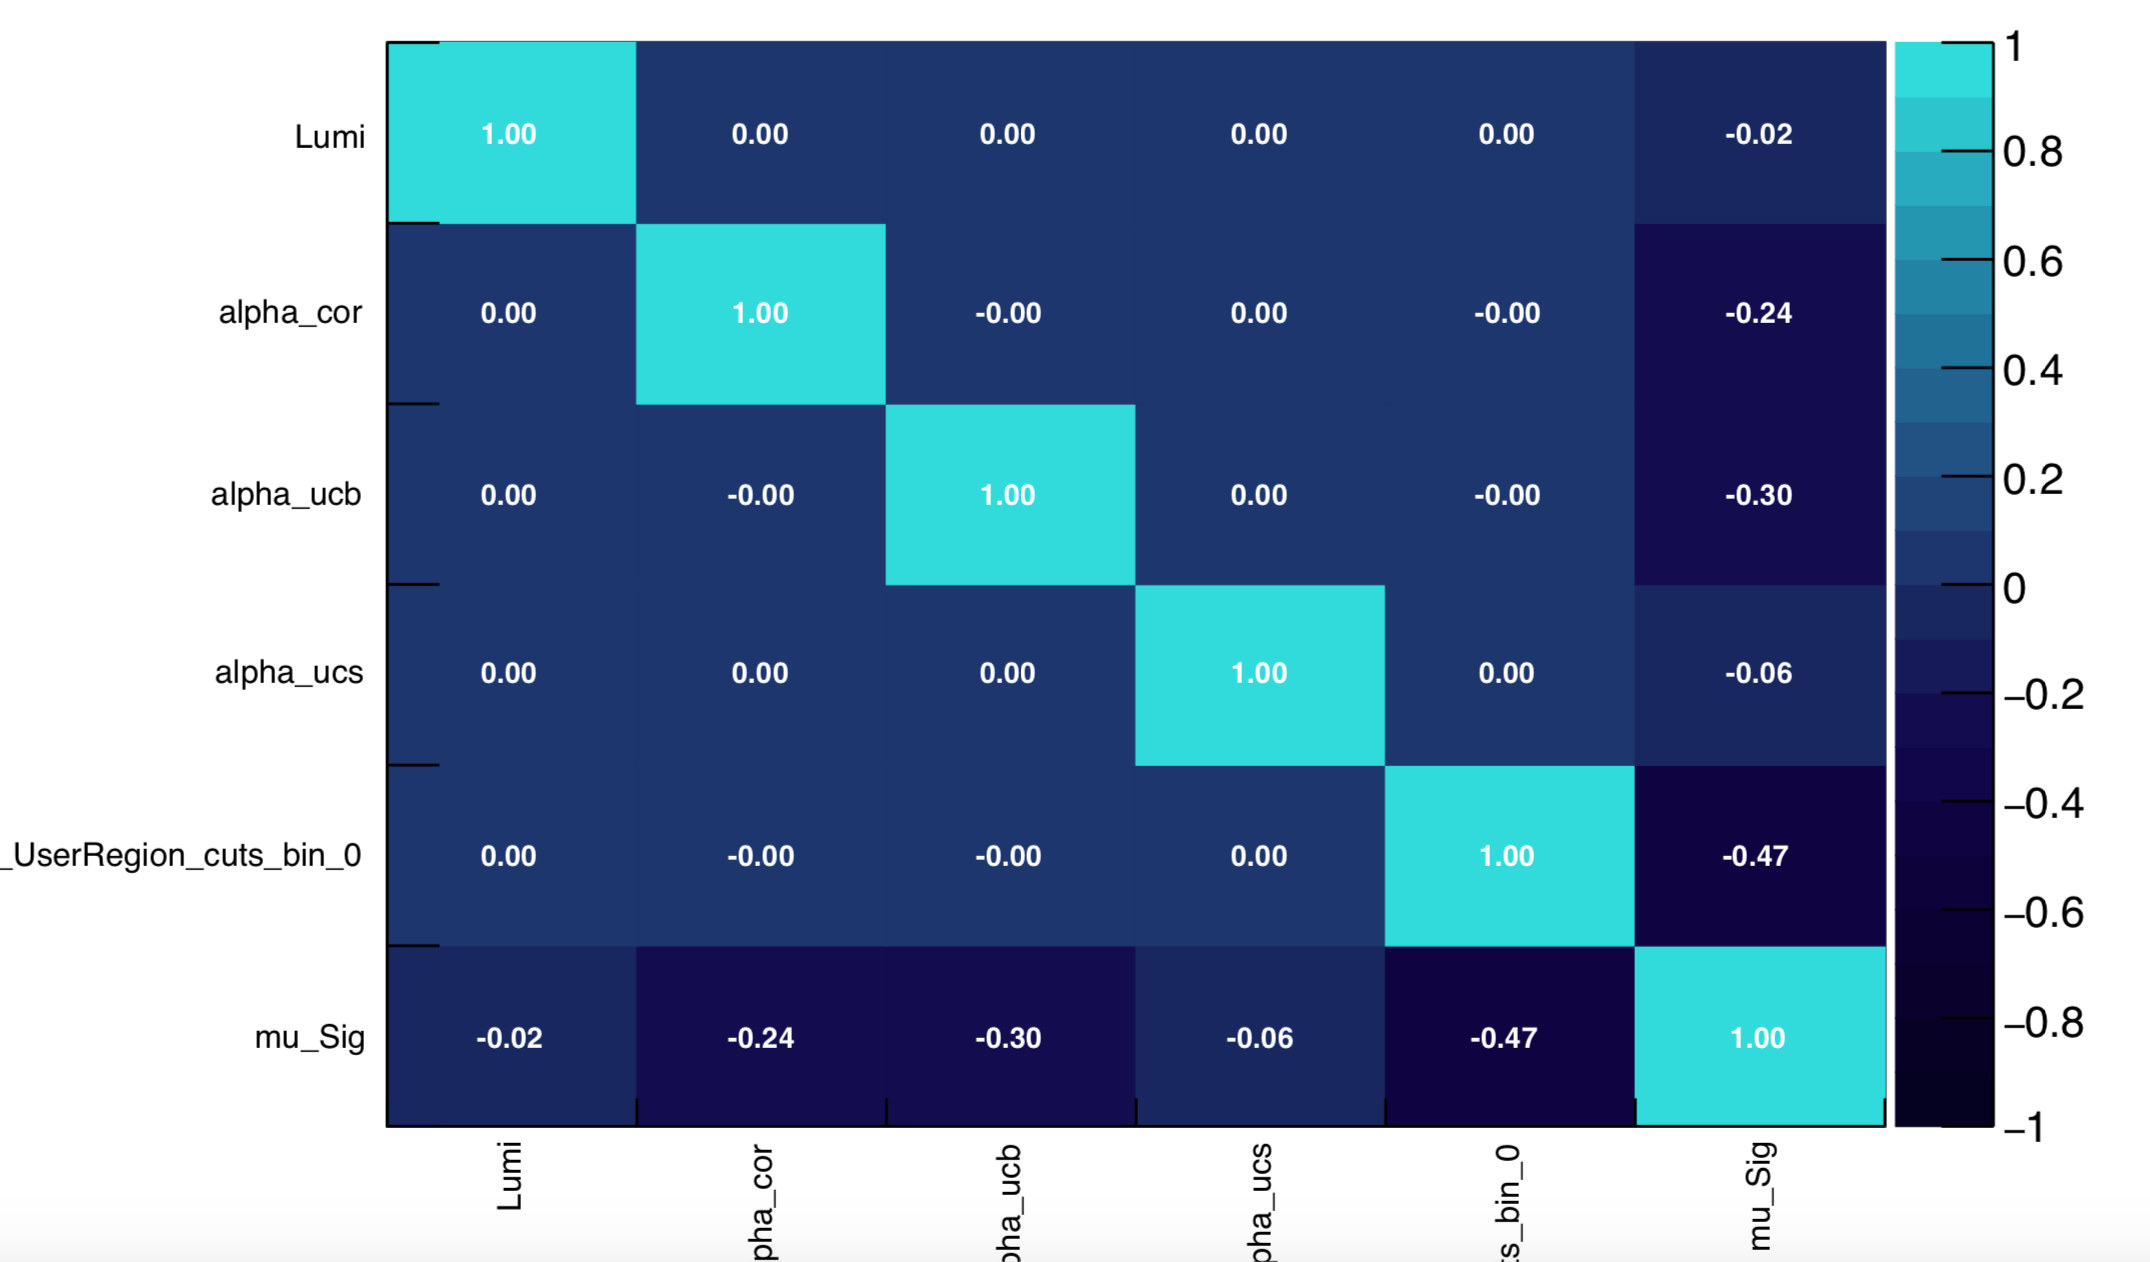 1
Lumi 1.00 0.00 0.00 0.00 0.00 -0.02
0.8
0.6
alpha_cor 0.00 1.00 -0.00 0.00 -0.00 -0.24
0.4
alpha_ucb 0.00 -0.00 1.00 0.00 -0.00 -0.30
0.2
0
alpha_ucs 0.00 0.00 0.00 1.00 0.00 -0.06
−0.2
−0.4
_UserRegion_cuts_bin_0 0.00 -0.00 -0.00 0.00 1.00 -0.47
−0.6
−0.8
mu_Sig -0.02 -0.24 -0.30 -0.06 -0.47 1.00
−1
Lumi
pha_cor
pha_ucb
pha_ucs
ts_bin_0
mu_Sig